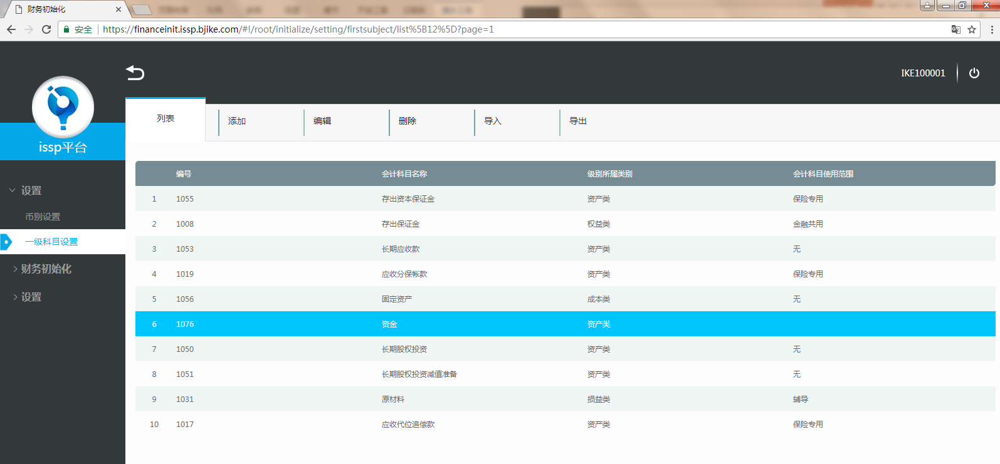 财务初始化
安全 https://financeinit.issp.bjike.com/#!/root/initialize/setting/firstsubject/list%5B12%5D?page=1
IKE100001
issp平台
列表 添加 编辑 删除 导入 导出
设置
币别设置
一级科目设置
财务初始化
设置
编号 会计科目名称 级别所属类别 会计科目使用范围
1 1055 存出资本保证金 资产类 保险专用
2 1008 存出保证金 权益类 金融共用
3 1053 长期应收款 资产类 无
4 1019 应收分保帐款 资产类 保险专用
5 1056 固定资产 成本类 无
6 1076 资金 资产类
7 1050 长期股权投资 资产类 无
8 1051 长期股权投资减值准备 资产类 无
9 1031 原材料 损益类 辅导
10 1017 应收代位追偿款 资产类 保险专用